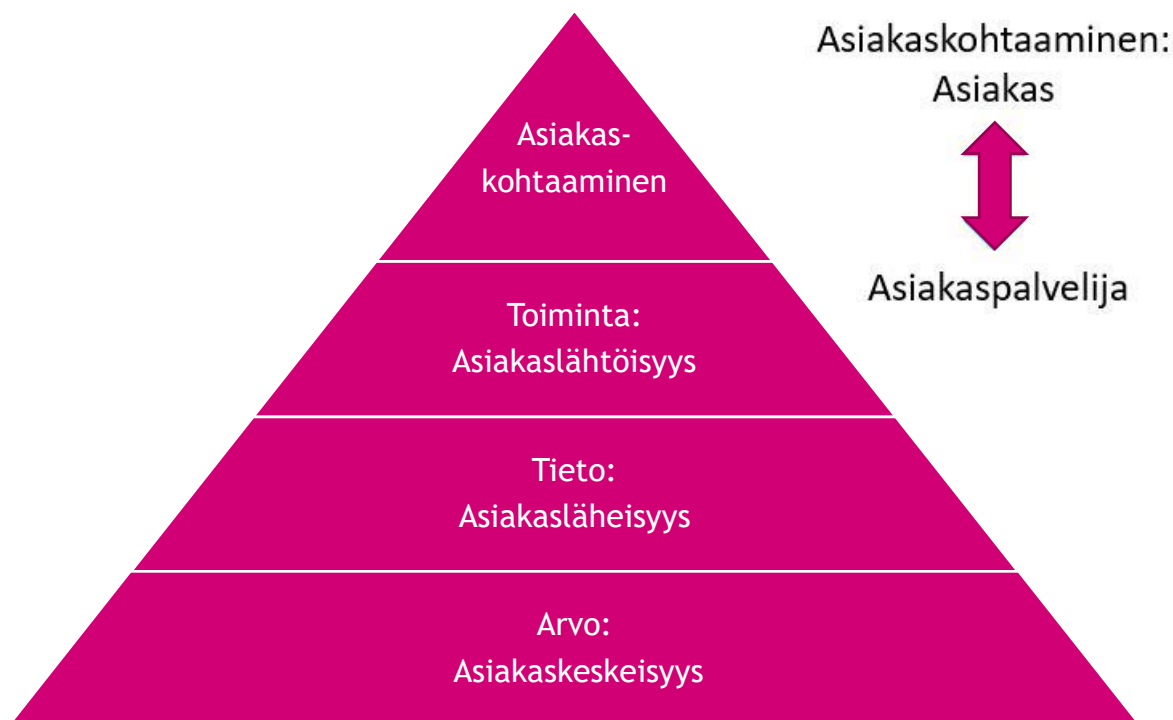 Asiakas-
kohtaaminen
Toiminta:
Asiakaslähtöisyys
Tieto:
Asiakasläheisyys
Arvo:
Asiakaskeskeisyys
Asiakaskohtaaminen:
Asiakas
Asiakaspalvelija